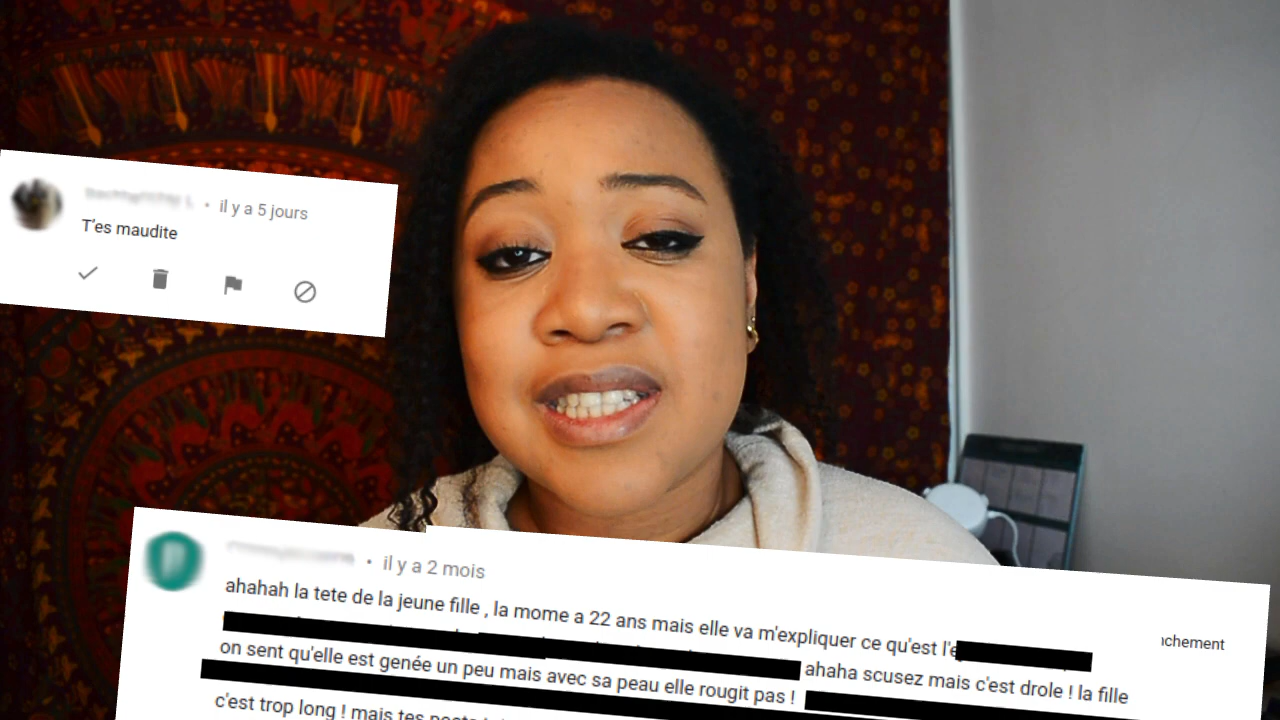 il y a 5 jours
T'es maudite
il y a 2 mois
ahahah la tete de la jeune fille , la mome a 22 ans mais elle va m'expliquer ce qu'est l'e
chement
ahaha scusez mais c'est drole ! la fille
on sent qu'elle est genée un peu mais avec sa peau elle rougit pas !
c'est trop long ! mais tes